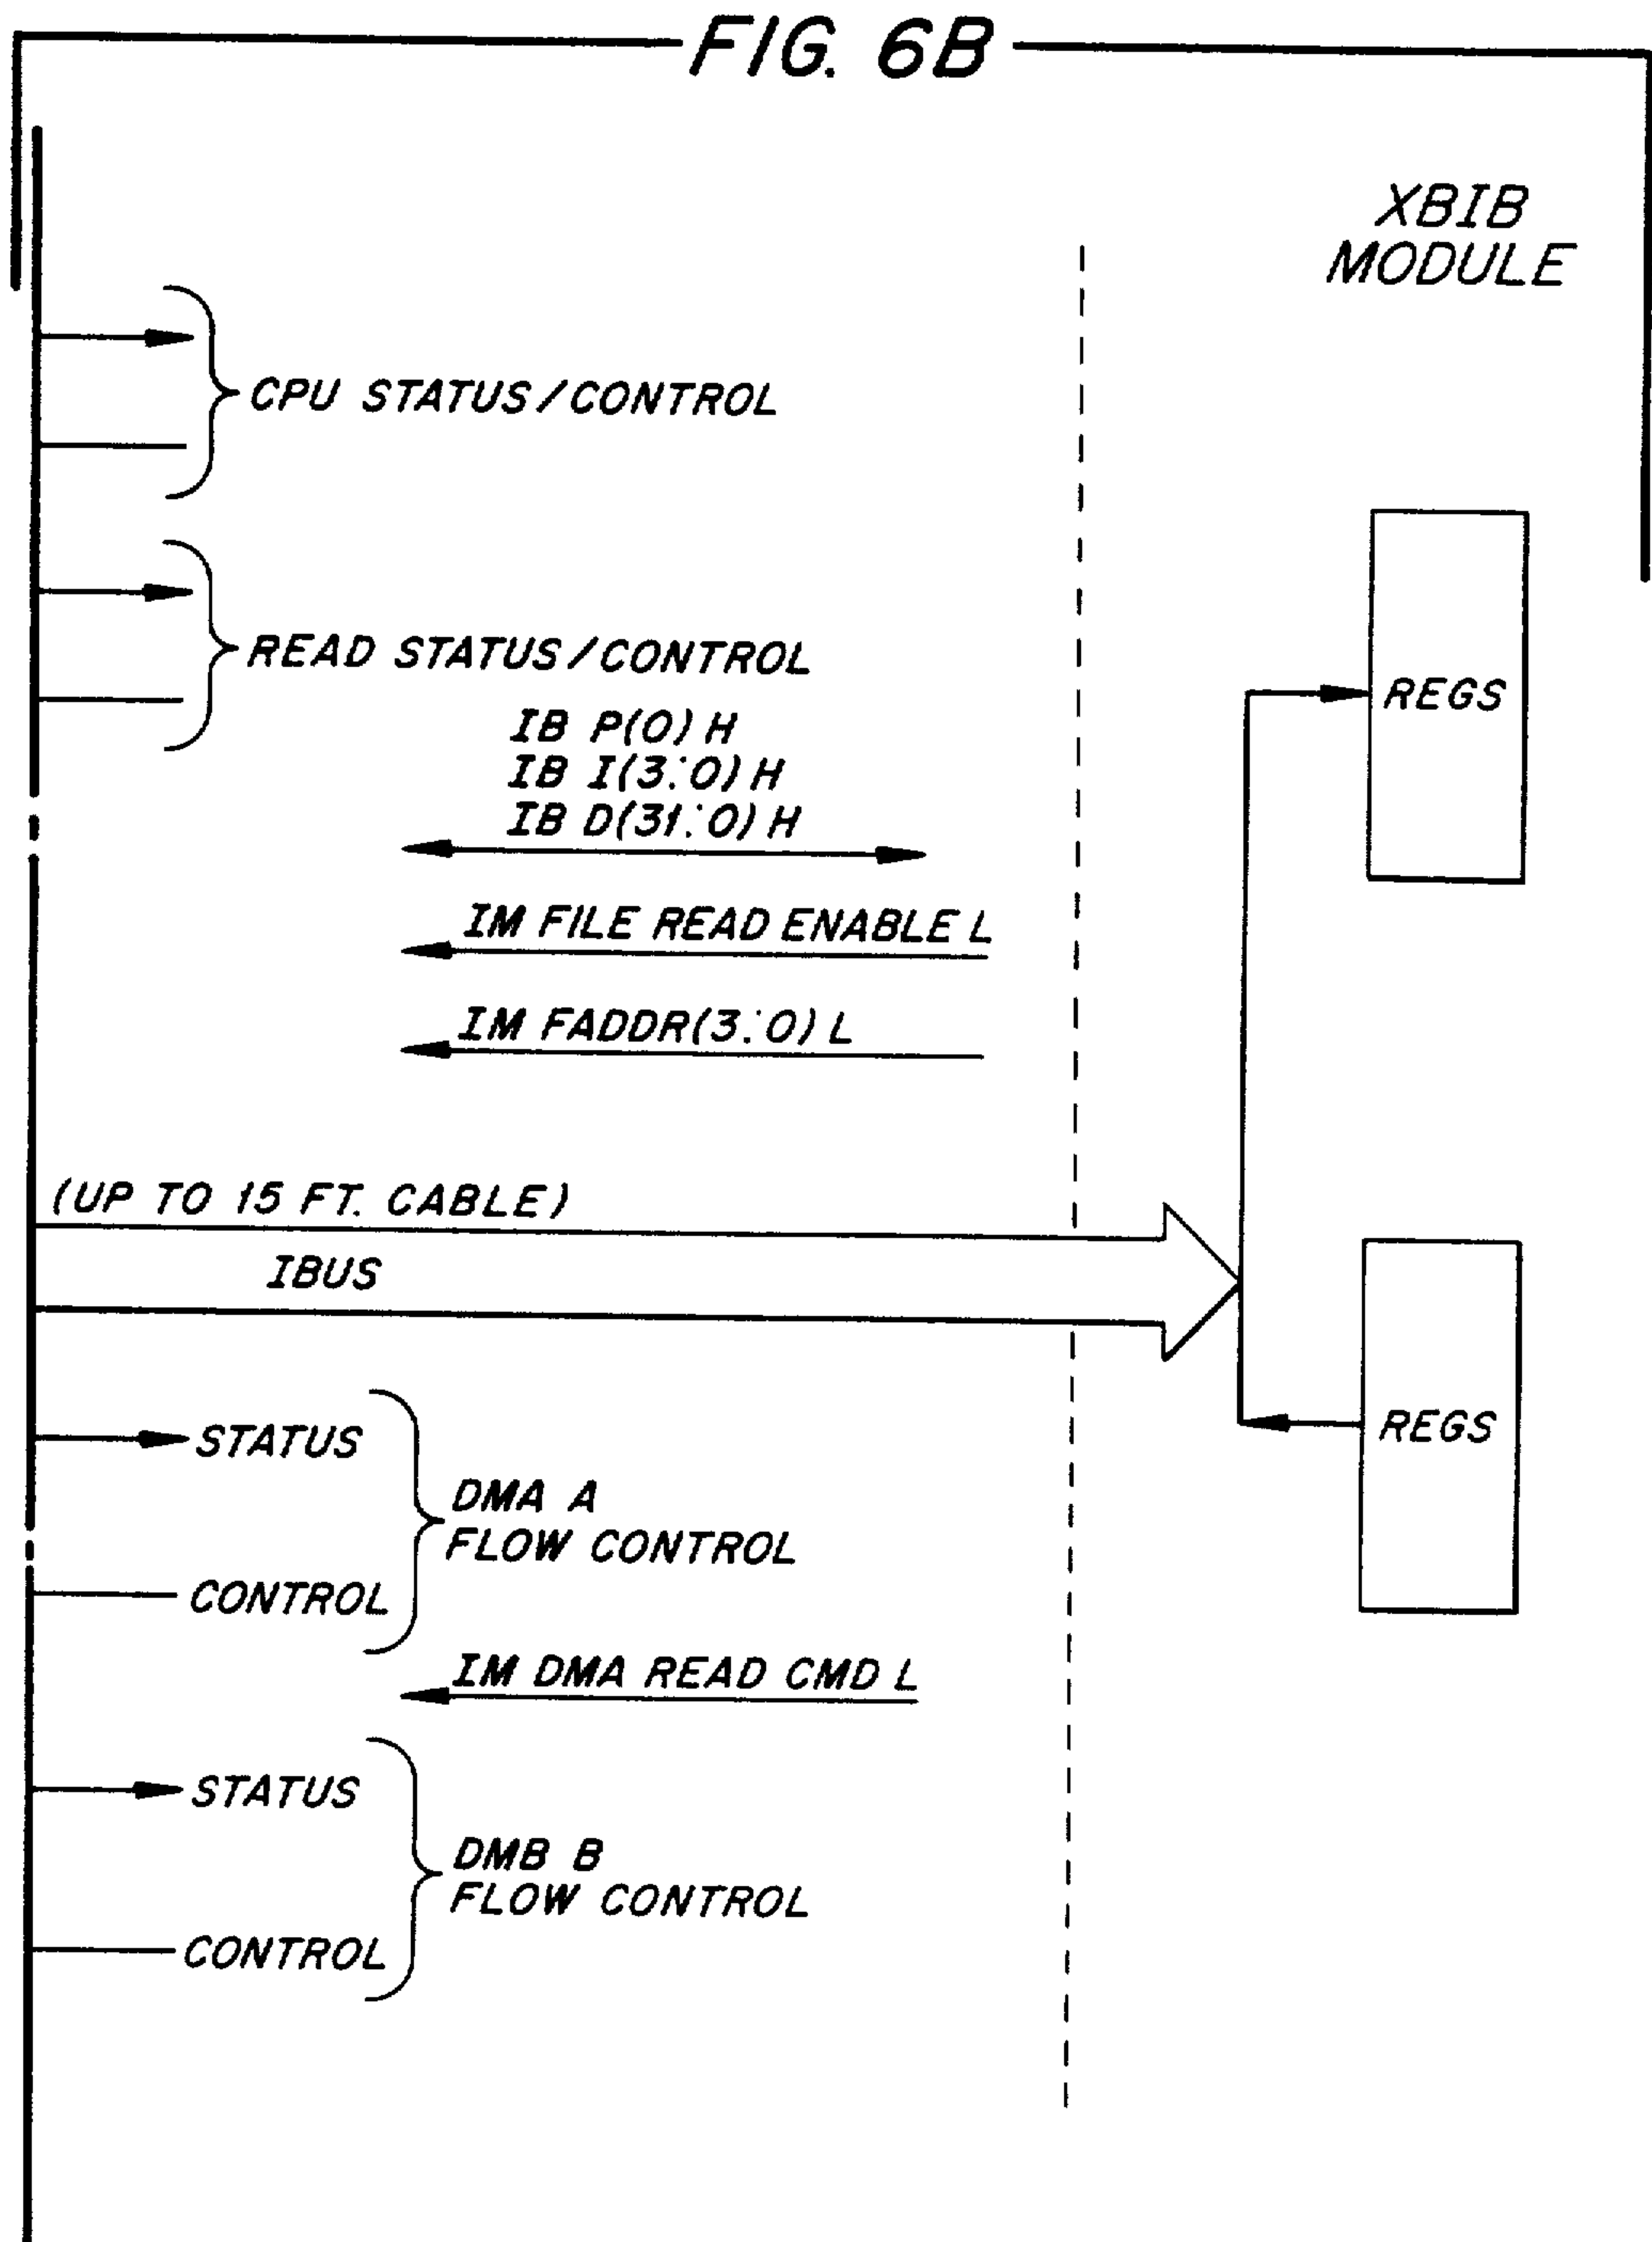 FIG. 6B
XBIB
MODULE
CPU STATUS/CONTROL
READ STATUS/CONTROL
IB P(0) H
IB I(3:0) H
IB D(31:0) H
REGS
IM FILE READ ENABLE L
IM FADDR(3:0) L
(UP TO 15 FT. CABLE)
IBUS
STATUS
DMA A
FLOW CONTROL
CONTROL
REGS
IM DMA READ CMD L
STATUS
DMB B
FLOW CONTROL
CONTROL